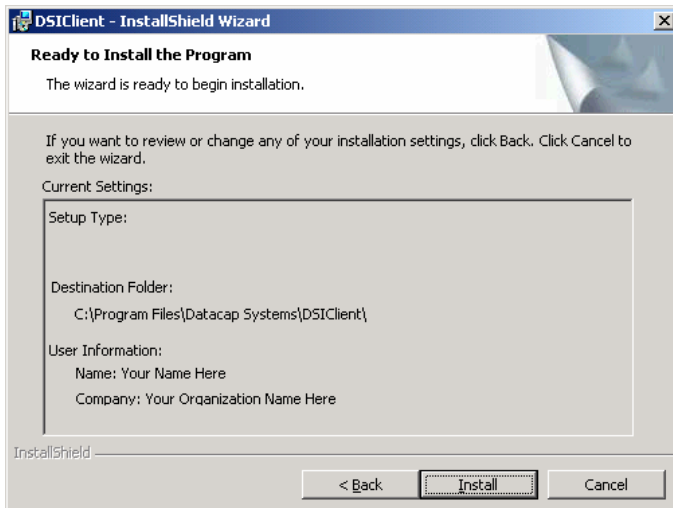 DSIClient - InstallShield Wizard
Ready to Install the Program
The wizard is ready to begin installation.
If you want to review or change any of your installation settings, click Back. Click Cancel to
exit the wizard.
Current Settings:
Setup Type:
Destination Folder:
C:\Program Files\Datacap Systems\DSIClient\
User Information:
Name: Your Name Here
Company: Your Organization Name Here
InstallShield
< Back
Install
Cancel